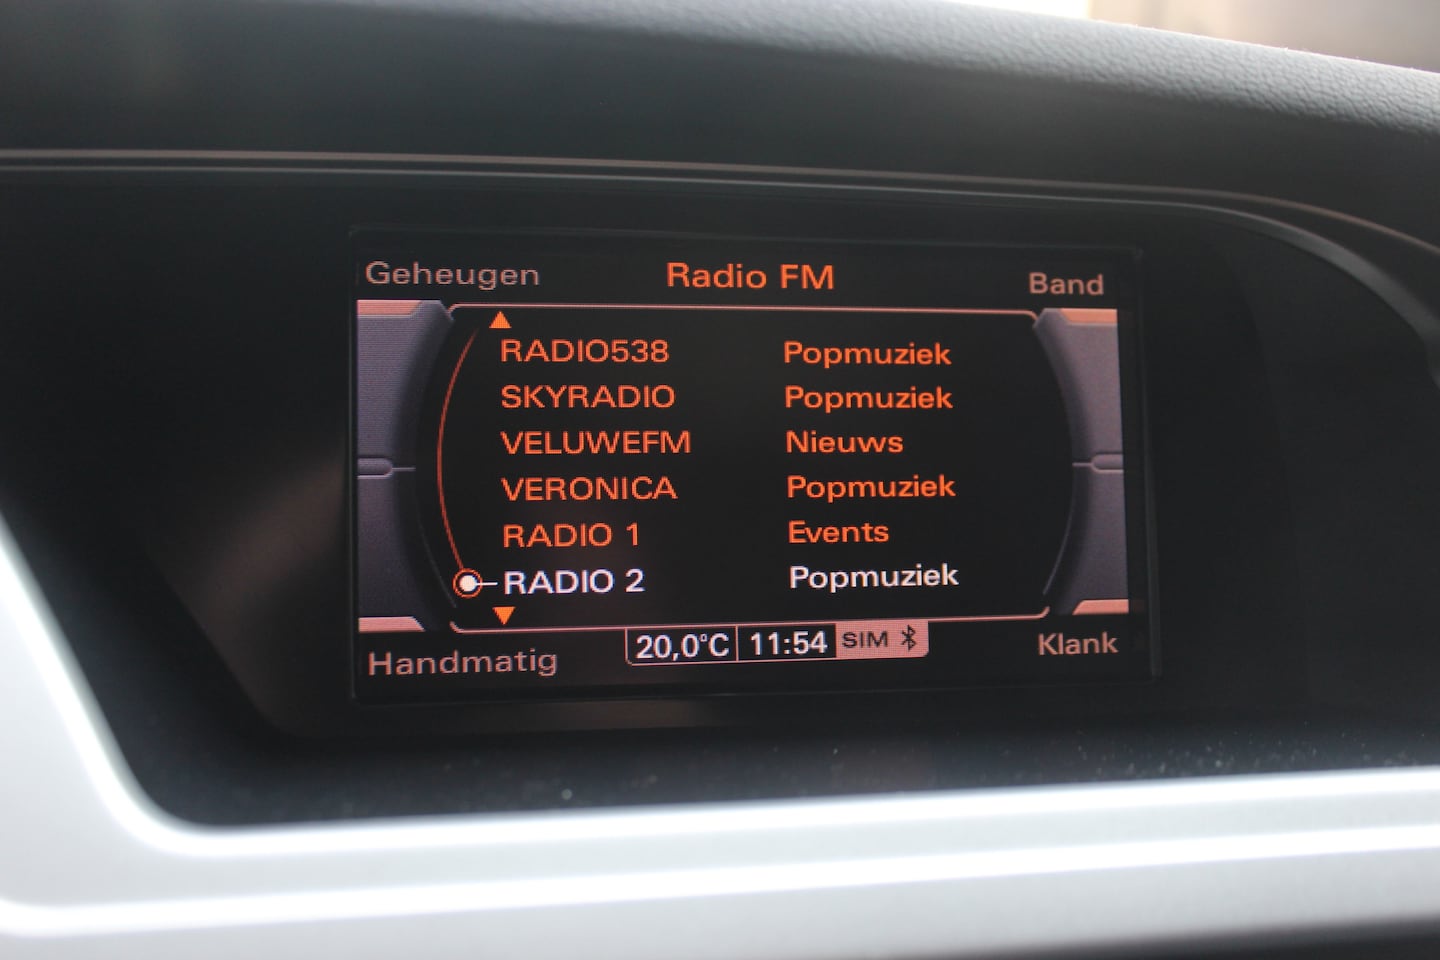 Geheugen Radio FM Band
RADIO538 Popmuziek
SKYRADIO Popmuziek
VELUWEFM Nieuws
VERONICA Popmuziek
RADIO 1 Events
RADIO 2 Popmuziek
20,0°C 11:54 SIM
Handmatig Klank